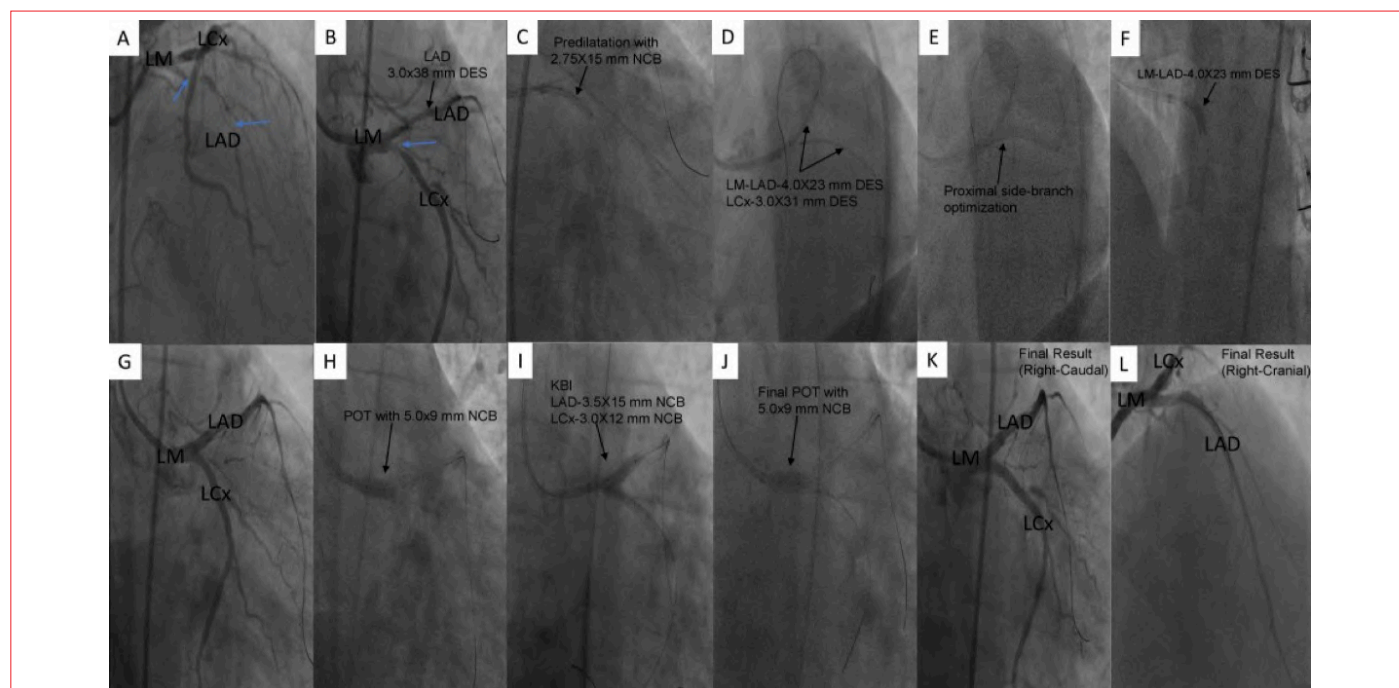 A
LM
LCx
LAD
B
LAD
3.0x38 mm DES
LAD
LM
LCx
C
Predilatation with
2.75X15 mm NCB
D
LM-LAD-4.0X23 mm DES
LCx-3.0X31 mm DES
E
Proximal side-branch
optimization
F
LM-LAD-4.0X23 mm DES
G
LAD
LM
LCx
H
POT with 5.0x9 mm NCB
I
KBI
LAD-3.5X15 mm NCB
LCx-3.0X12 mm NCB
J
Final POT with
5.0x9 mm NCB
K
Final Result
(Right-Caudal)
LAD
LM
LCx
L
LCx
Final Result
(Right-Cranial)
LM
LAD